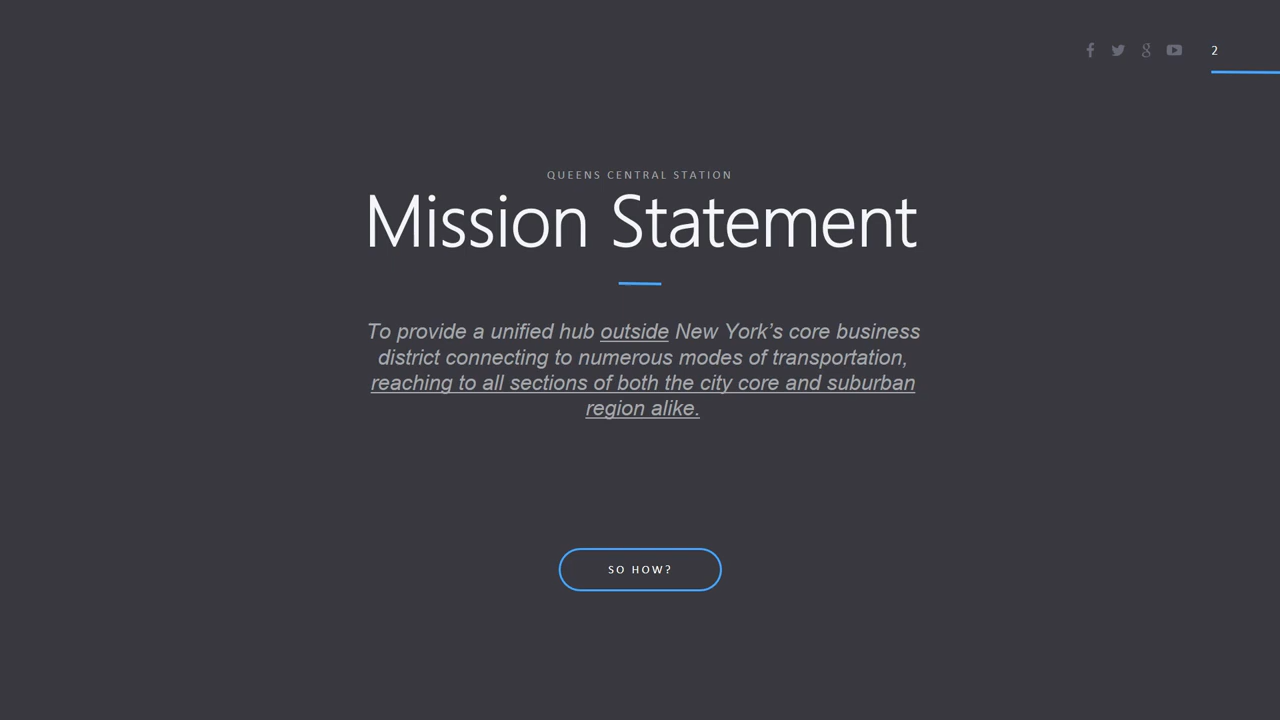 2
QUEENS CENTRAL STATION
Mission Statement
To provide a unified hub outside New York’s core business
district connecting to numerous modes of transportation,
reaching to all sections of both the city core and suburban
region alike.
SO HOW?